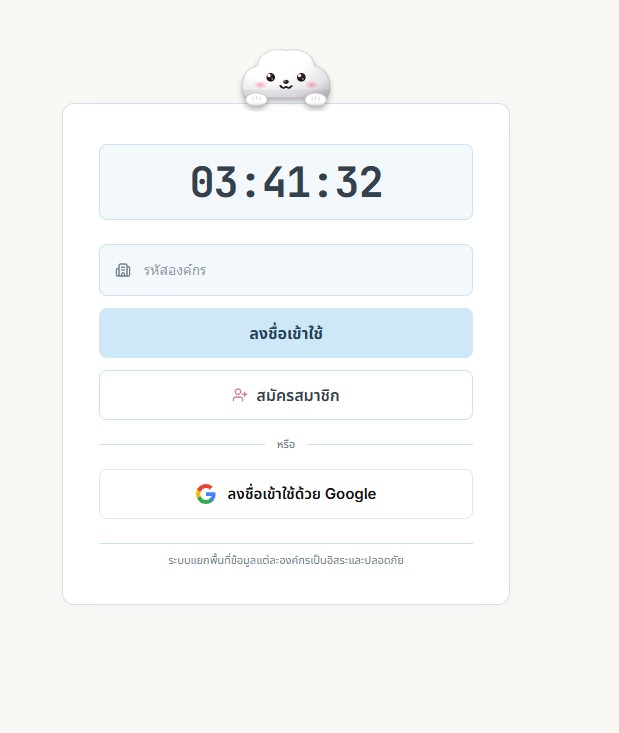 03:41:32
รหัสองค์กร
ลงชื่อเข้าใช้
สมัครสมาชิก
หรือ
ลงชื่อเข้าใช้ด้วย Google
ระบบแยกพื้นที่ข้อมูลแต่ละองค์กรเป็นอิสระและปลอดภัย